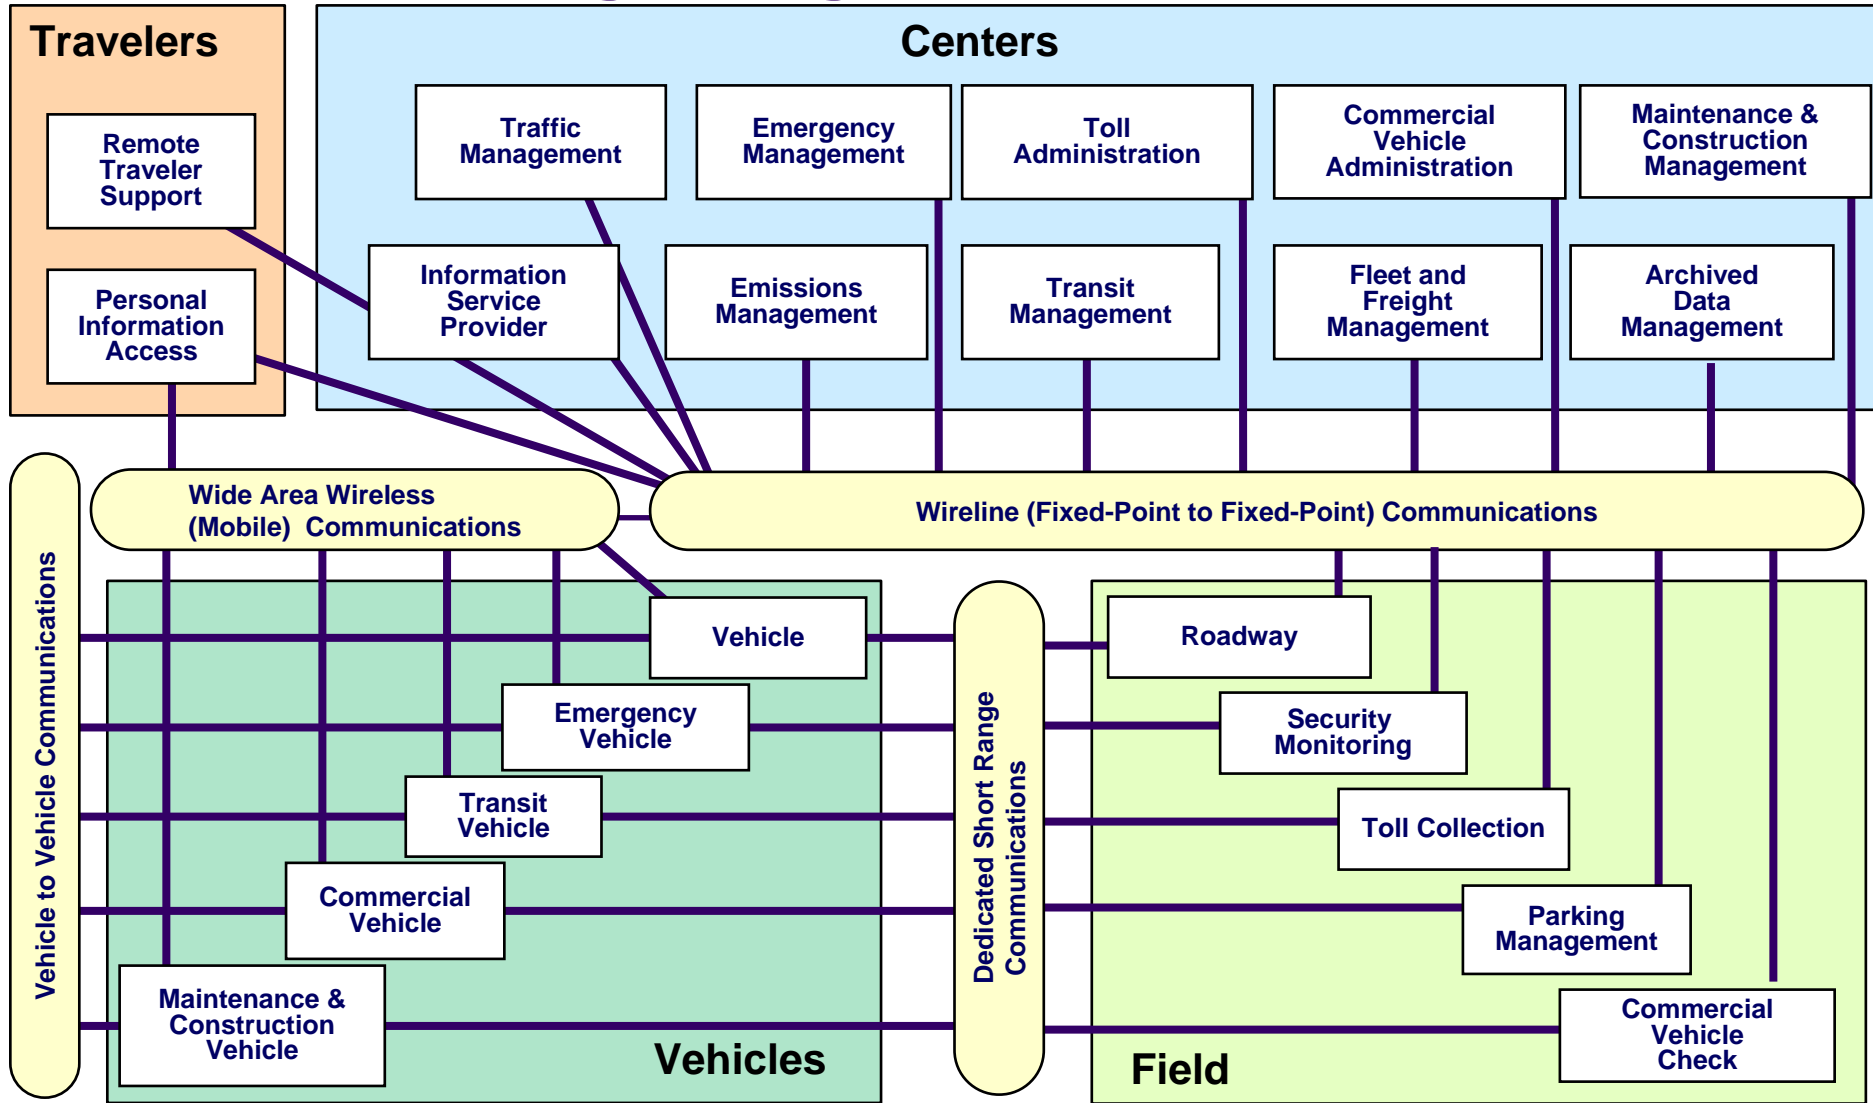 Travelers
Centers
Remote
Traveler
Support
Traffic
Management
Emergency
Management
Toll
Administration
Commercial
Vehicle
Administration
Maintenance &
Construction
Management
Personal
Information
Access
Information
Service
Provider
Emissions
Management
Transit
Management
Fleet and
Freight
Management
Archived
Data
Management
Wide Area Wireless
(Mobile) Communications
Wireline (Fixed-Point to Fixed-Point) Communications
Vehicle to Vehicle Communications
Vehicle
Emergency
Vehicle
Transit
Vehicle
Commercial
Vehicle
Maintenance &
Construction
Vehicle
Vehicles
Dedicated Short Range
Communications
Roadway
Security
Monitoring
Toll Collection
Parking
Management
Commercial
Vehicle
Check
Field